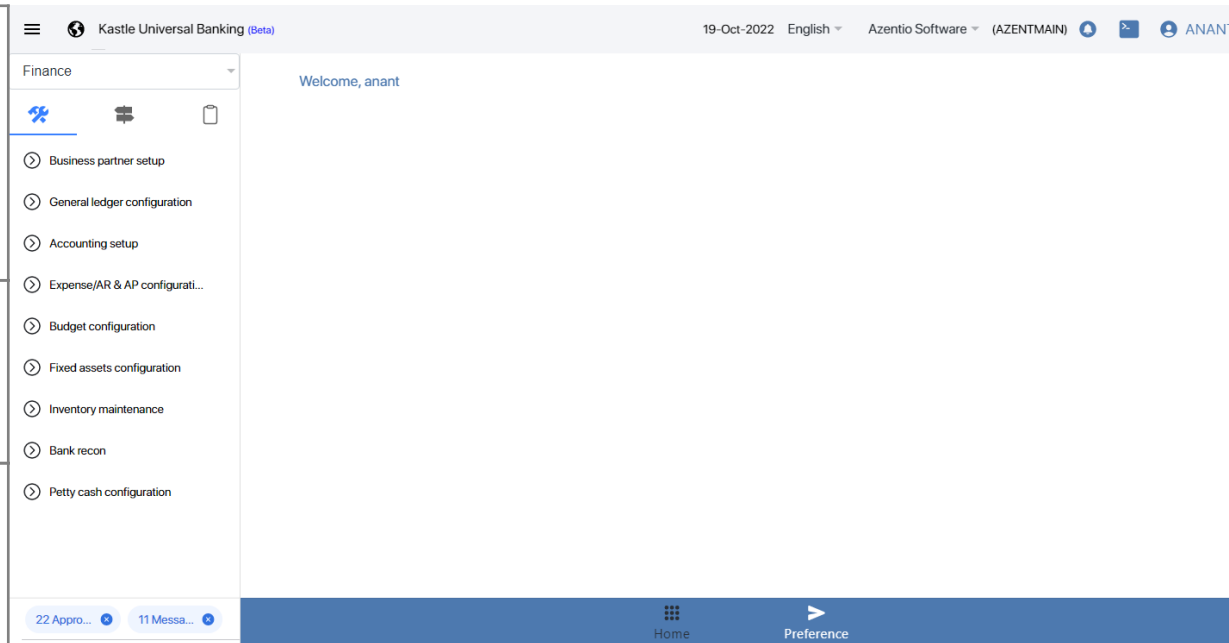 Kastle Universal Banking (Beta)
19-Oct-2022 English Azentio Software (AZENTMAIN) ANANT
Finance
Welcome, anant
Business partner setup
General ledger configuration
Accounting setup
Expense/AR & AP configurati...
Budget configuration
Fixed assets configuration
Inventory maintenance
Bank recon
Petty cash configuration
22 Appro... 11 Messa...
Home
Preference